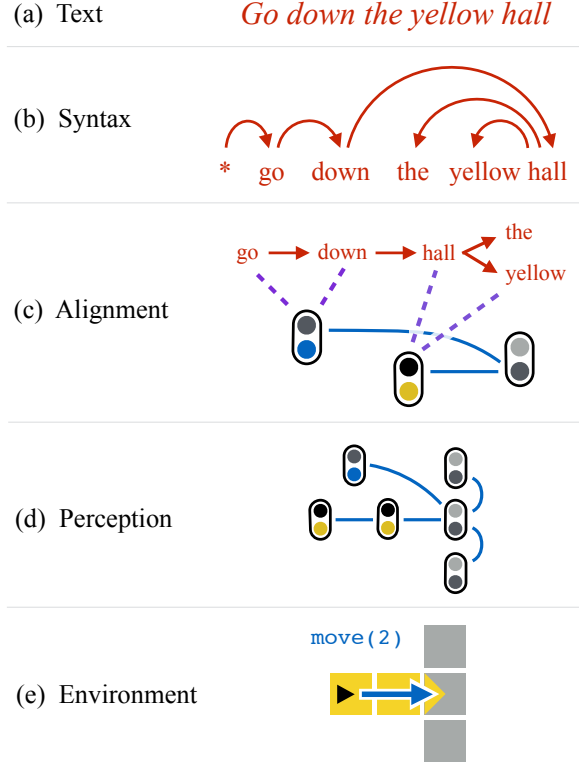 (a) Text Go down the yellow hall
(b) Syntax
* go down the yellow hall
go down hall the yellow
(c) Alignment
(d) Perception
move(2)
(e) Environment